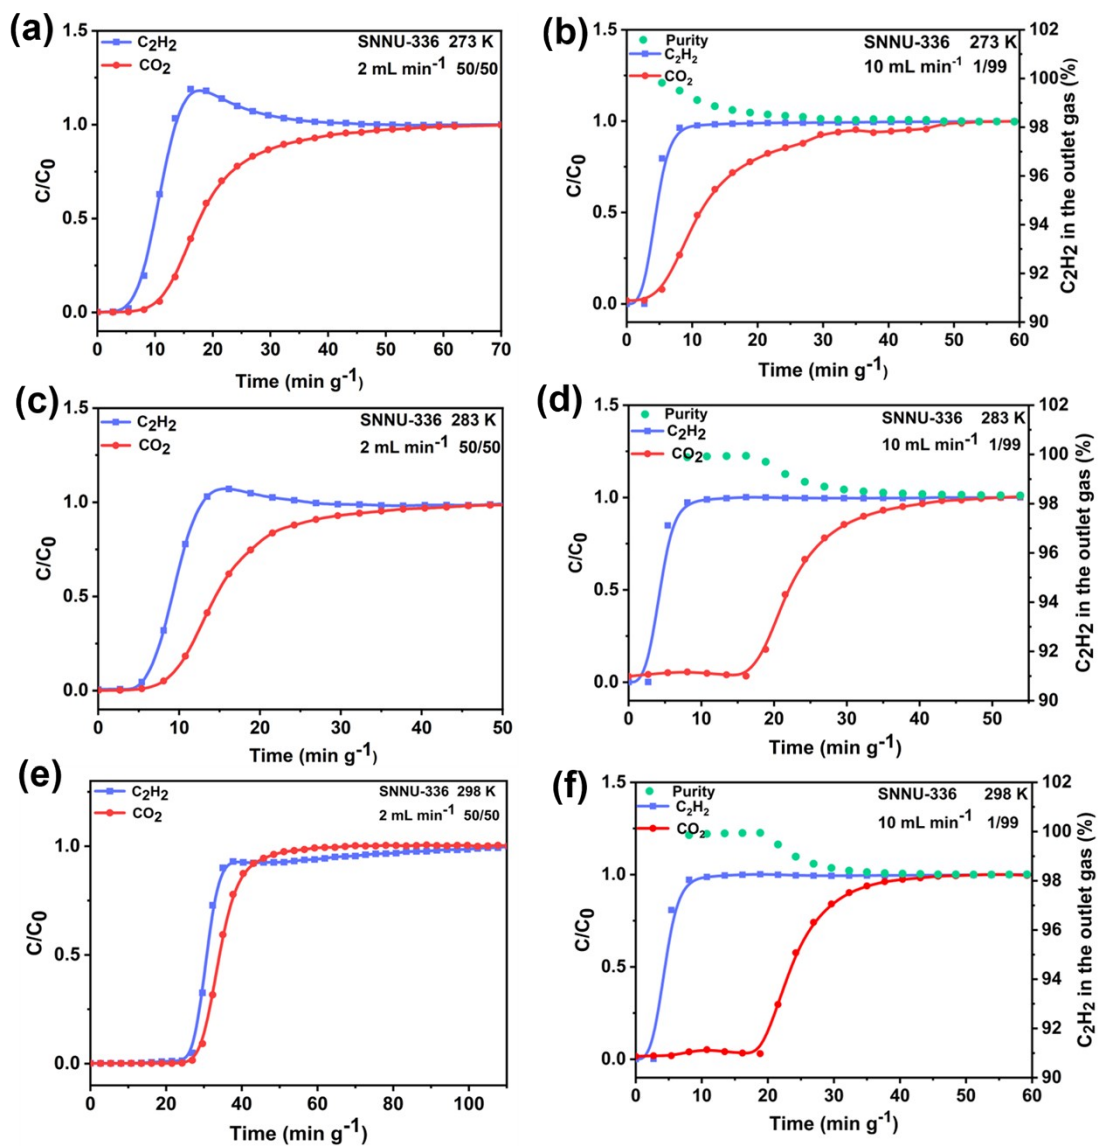 (a)
C₂H₂
CO₂
SNNU-336 273 K
2 mL min⁻¹ 50/50
1.5
1.0
0.5
0.0
C/C₀
0 10 20 30 40 50 60 70
Time (min g⁻¹)
(b)
Purity
C₂H₂
CO₂
SNNU-336 273 K
10 mL min⁻¹ 1/99
1.5
1.0
0.5
0.0
C/C₀
102
100
98
96
94
92
90
C₂H2 in the outlet gas (%)
0 10 20 30 40 50 60
Time (min g⁻¹)
(c)
C₂H₂
CO₂
SNNU-336 283 K
2 mL min⁻¹ 50/50
1.5
1.0
0.5
0.0
C/C₀
0 10 20 30 40 50
Time (min g⁻¹)
(d)
Purity
C₂H₂
CO₂
SNNU-336 283 K
10 mL min⁻¹ 1/99
1.5
1.0
0.5
0.0
C/C₀
102
100
98
96
94
92
90
C₂H2 in the outlet gas (%)
0 10 20 30 40 50
Time (min g⁻¹)
(e)
C₂H₂
CO₂
SNNU-336 298 K
2 mL min⁻¹ 50/50
1.0
0.5
0.0
C/C₀
0 20 40 60 80 100
Time (min g⁻¹)
(f)
Purity
C₂H₂
CO₂
SNNU-336 298 K
10 mL min⁻¹ 1/99
1.5
1.0
0.5
0.0
C/C₀
102
100
98
96
94
92
90
C₂H2 in the outlet gas (%)
0 10 20 30 40 50 60
Time (min g⁻¹)